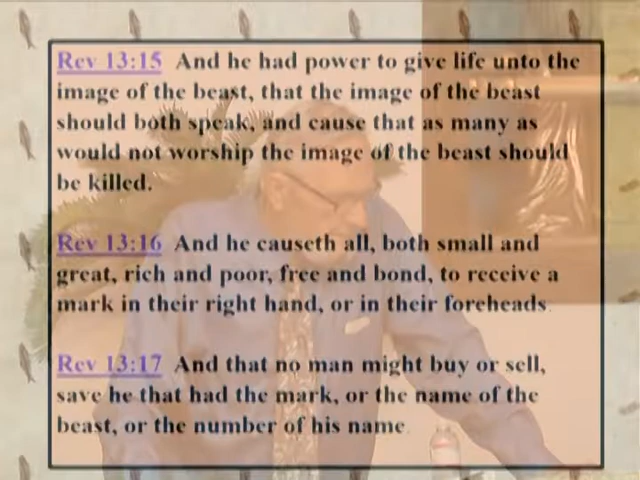 Rev 13:15 And he had power to give life unto the
image of the beast, that the image of the beast
should both speak, and cause that as many as
would not worship the image of the beast should
be killed.
Rev 13:16 And he causeth all, both small and
great, rich and poor, free and bond, to receive a
mark in their right hand, or in their foreheads.
Rev 13:17 And that no man might buy or sell,
save he that had the mark, or the name of the
beast, or the number of his name.